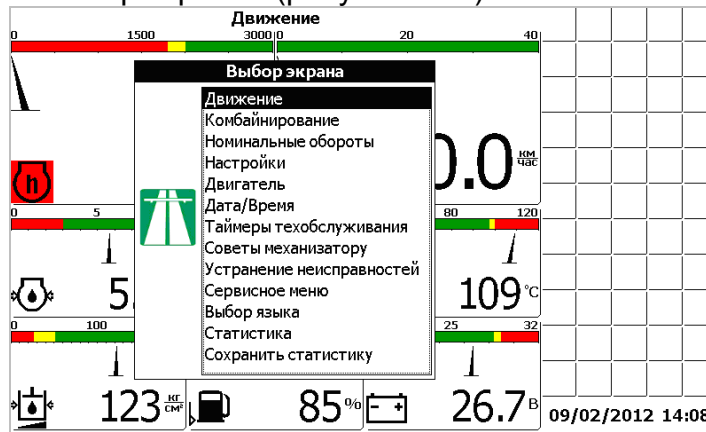 Движение
0 1500 3000 0 20 40
Выбор экрана
Движение
Комбайнирование
Номинальные обороты
Настройки
Двигатель
Дата/Время
Таймеры техобслуживания
Советы механизатору
Устранение неисправностей
Сервисное меню
Выбор языка
Статистика
Сохранить статистику
0.0 км/час
h
0 5 80 120
5. 109 °C
0 100 25 32
123 кг/см² 85 % 26.7 В
09/02/2012 14:08